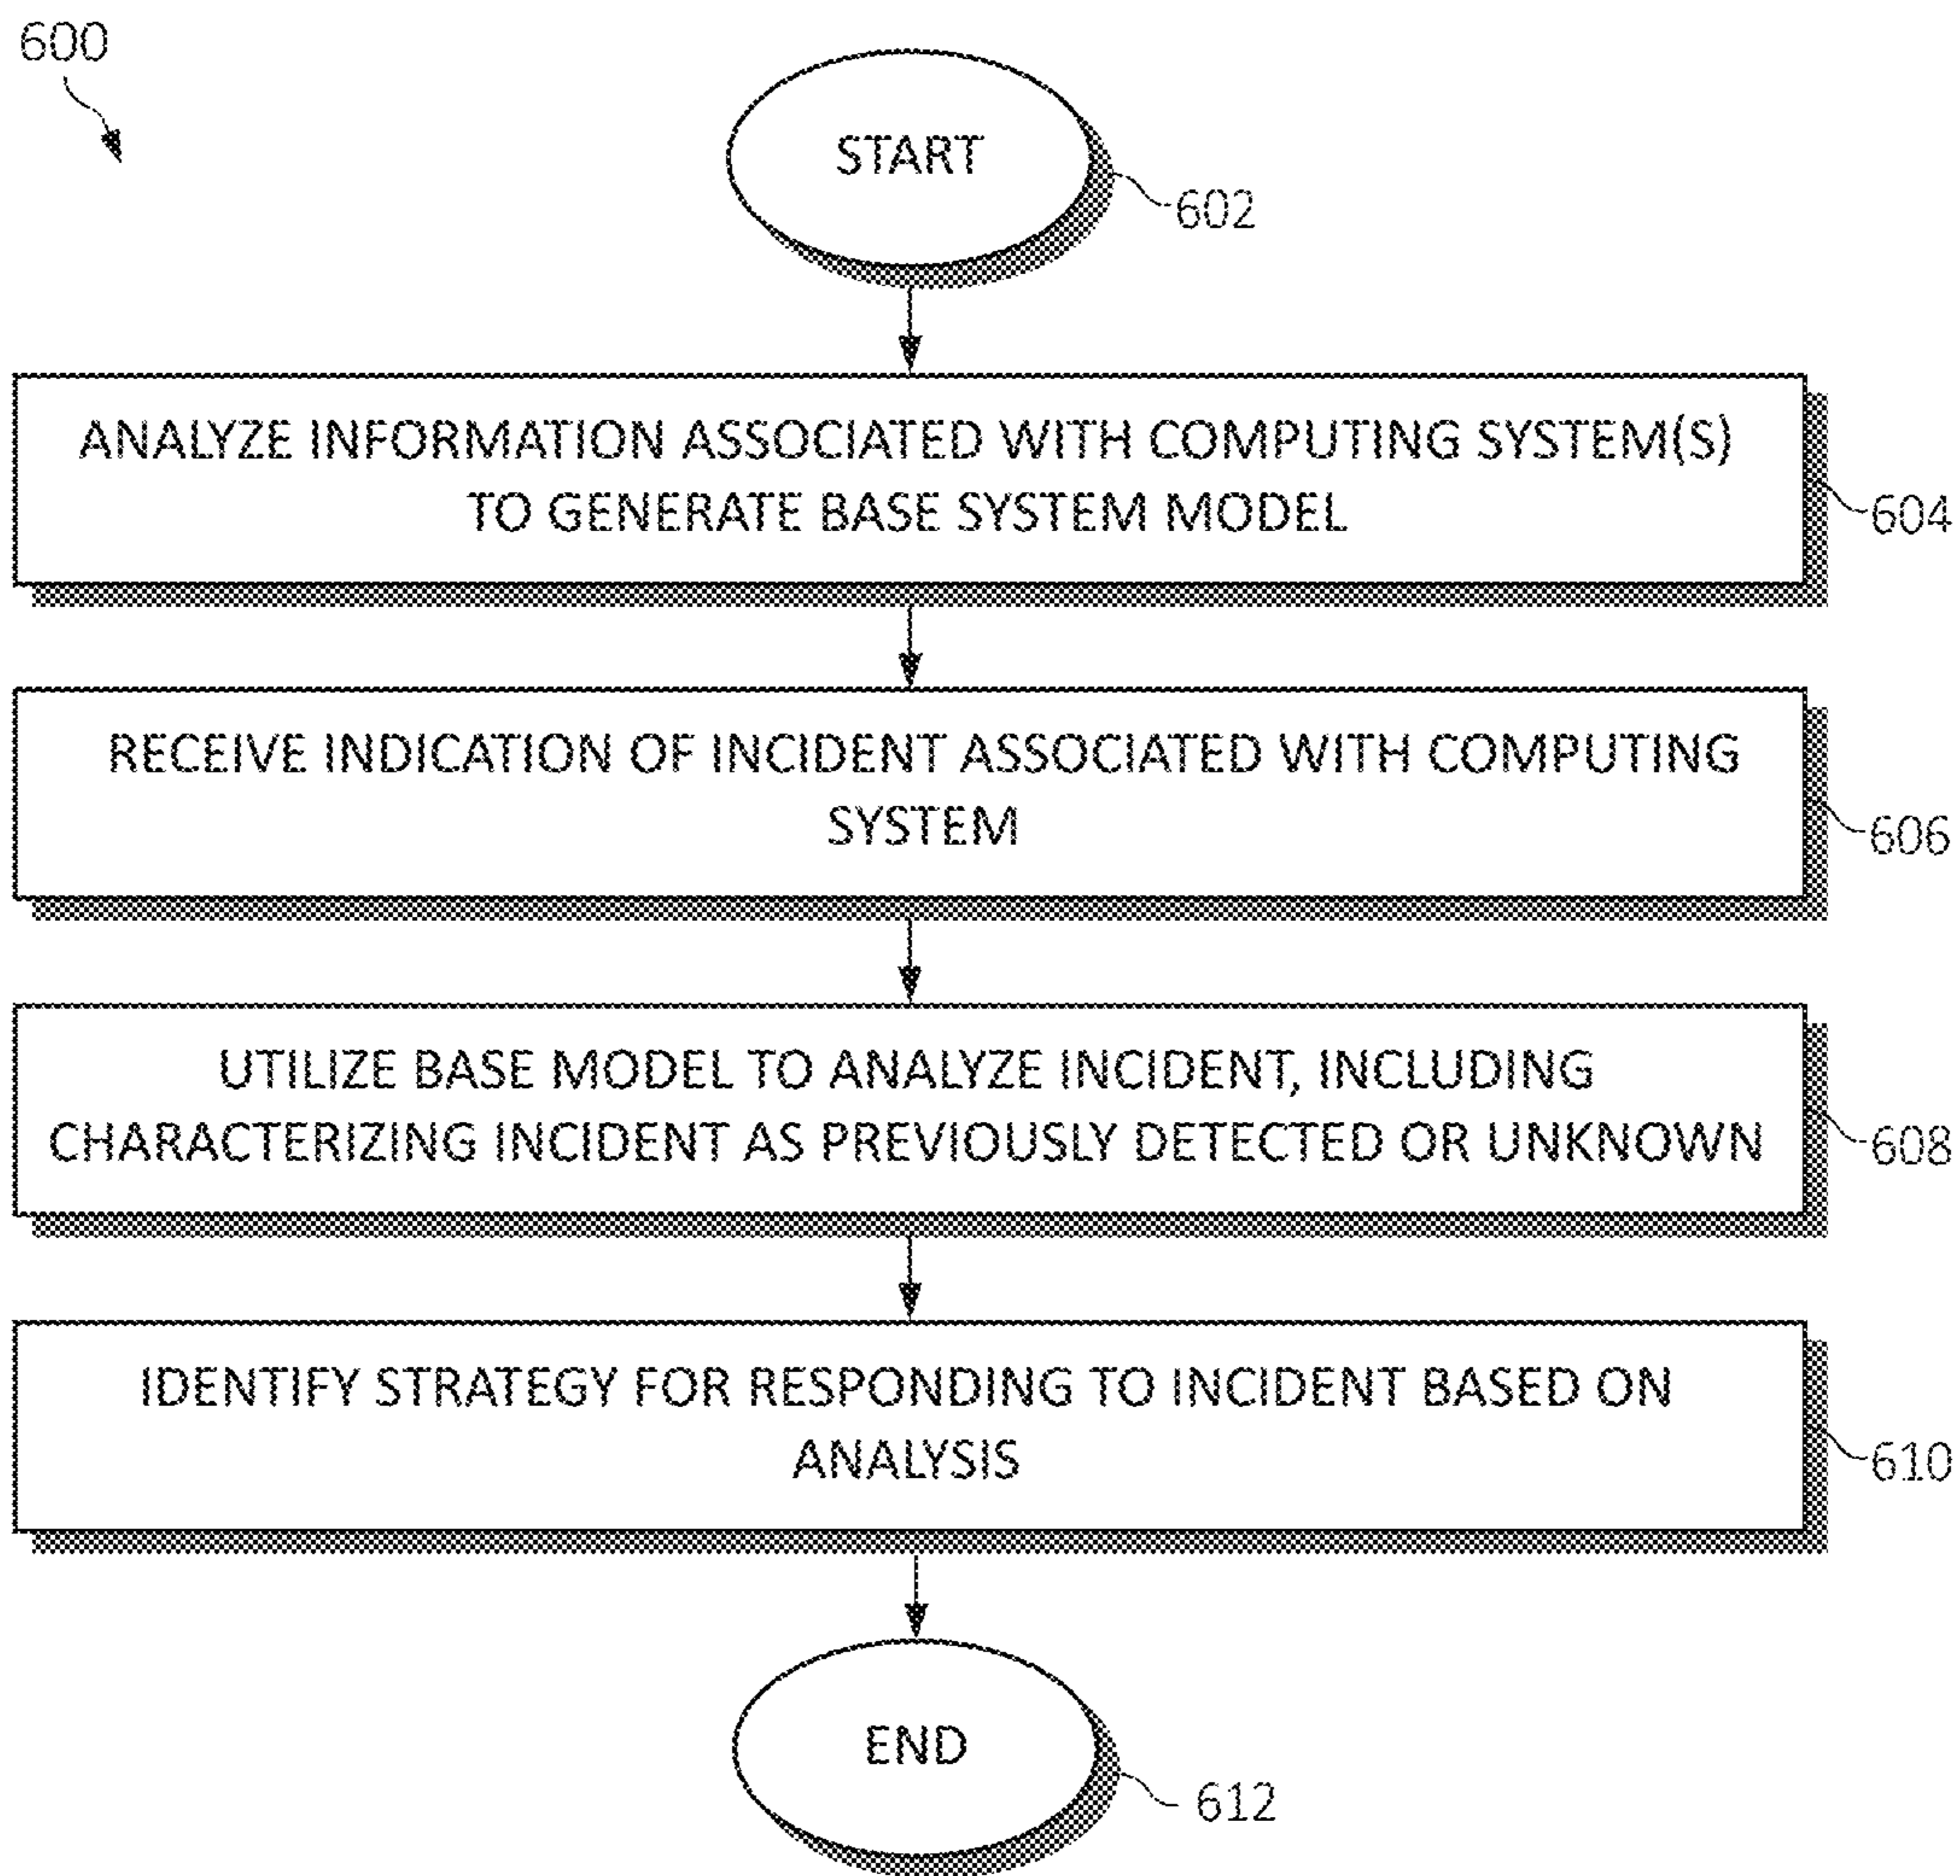 600
START
602
ANALYZE INFORMATION ASSOCIATED WITH COMPUTING SYSTEM(S)
TO GENERATE BASE SYSTEM MODEL
604
RECEIVE INDICATION OF INCIDENT ASSOCIATED WITH COMPUTING
SYSTEM
606
UTILIZE BASE MODEL TO ANALYZE INCIDENT, INCLUDING
CHARACTERIZING INCIDENT AS PREVIOUSLY DETECTED OR UNKNOWN
608
IDENTIFY STRATEGY FOR RESPONDING TO INCIDENT BASED ON
ANALYSIS
610
END
612